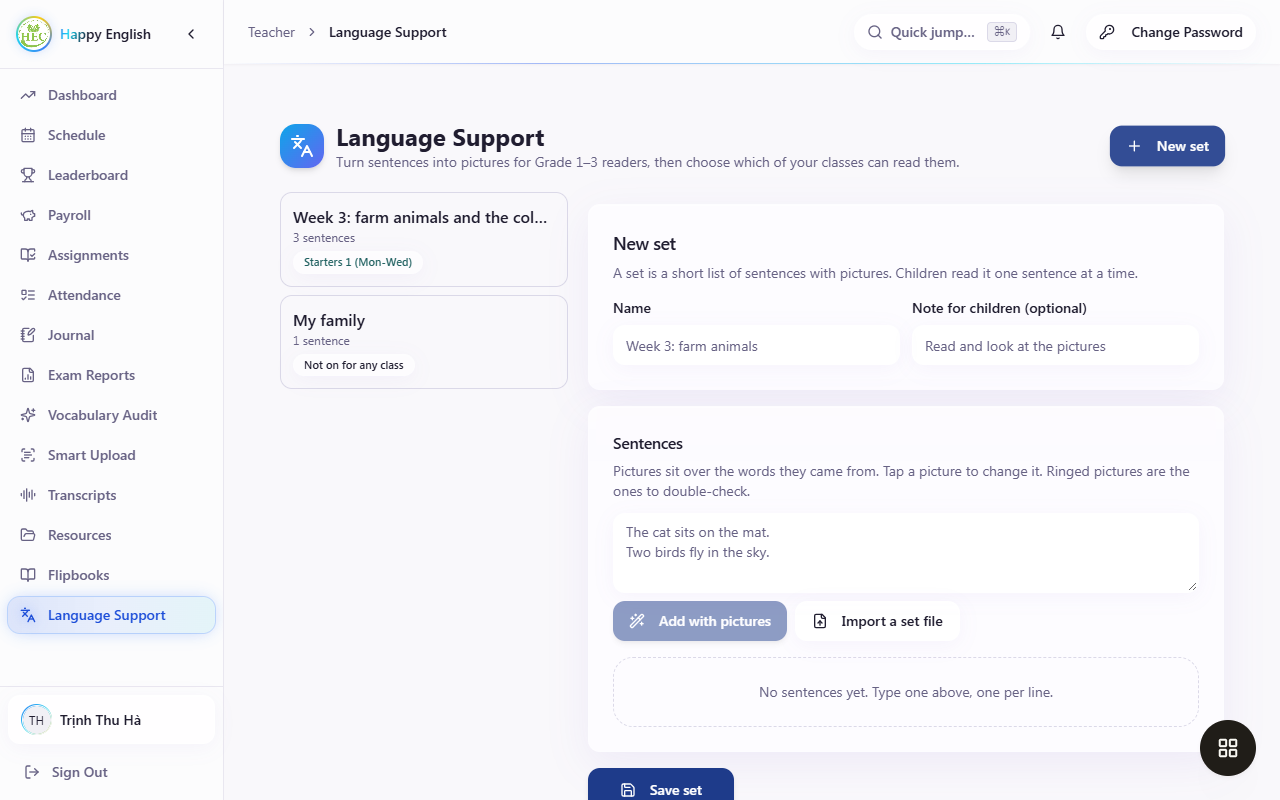 HEC
Happy English
Teacher
Language Support
Quick jump...
⌘K
Change Password
Dashboard
Schedule
Leaderboard
Payroll
Assignments
Attendance
Journal
Exam Reports
Vocabulary Audit
Smart Upload
Transcripts
Resources
Flipbooks
Language Support
TH
Trịnh Thu Hà
Sign Out
Language Support
Turn sentences into pictures for Grade 1–3 readers, then choose which of your classes can read them.
New set
Week 3: farm animals and the col...
3 sentences
Starters 1 (Mon-Wed)
My family
1 sentence
Not on for any class
New set
A set is a short list of sentences with pictures. Children read it one sentence at a time.
Name
Note for children (optional)
Week 3: farm animals
Read and look at the pictures
Sentences
Pictures sit over the words they came from. Tap a picture to change it. Ringed pictures are the
ones to double-check.
The cat sits on the mat.
Two birds fly in the sky.
Add with pictures
Import a set file
No sentences yet. Type one above, one per line.
Save set